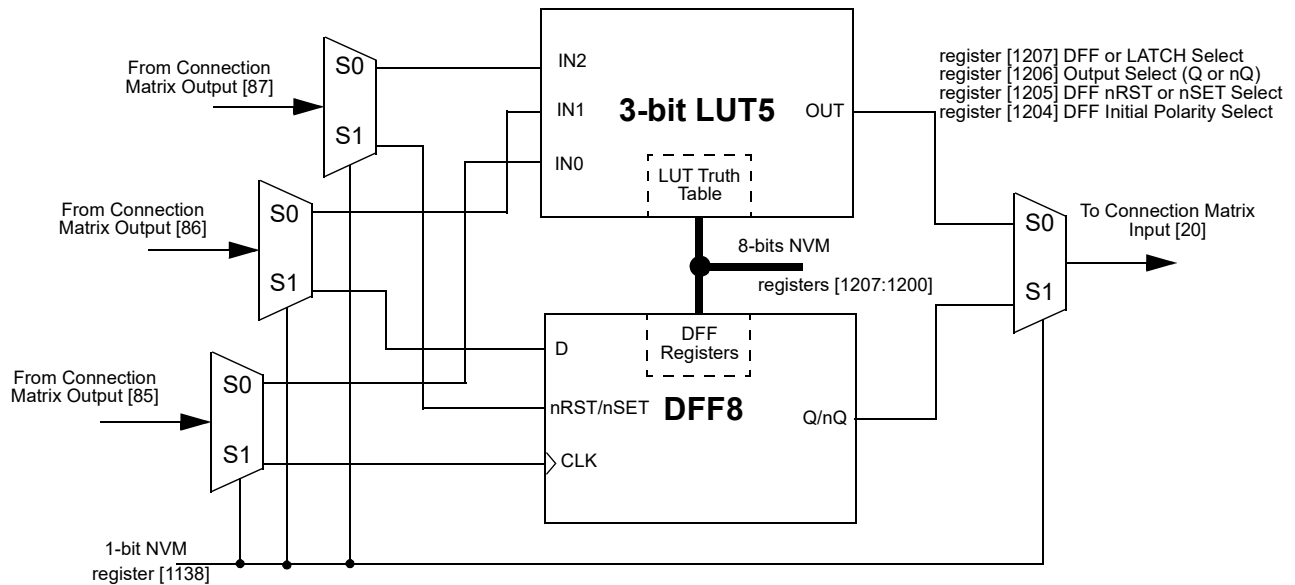 From Connection
Matrix Output [87]
S0
S1
IN2
IN1
IN0
3-bit LUT5
OUT
LUT Truth
Table
register [1207] DFF or LATCH Select
register [1206] Output Select (Q or nQ)
register [1205] DFF nRST or nSET Select
register [1204] DFF Initial Polarity Select
From Connection
Matrix Output [86]
S0
S1
8-bits NVM
registers [1207:1200]
S0
S1
To Connection Matrix
Input [20]
From Connection
Matrix Output [85]
S0
S1
D
nRST/nSET
CLK
DFF
Registers
DFF8
Q/nQ
1-bit NVM
register [1138]